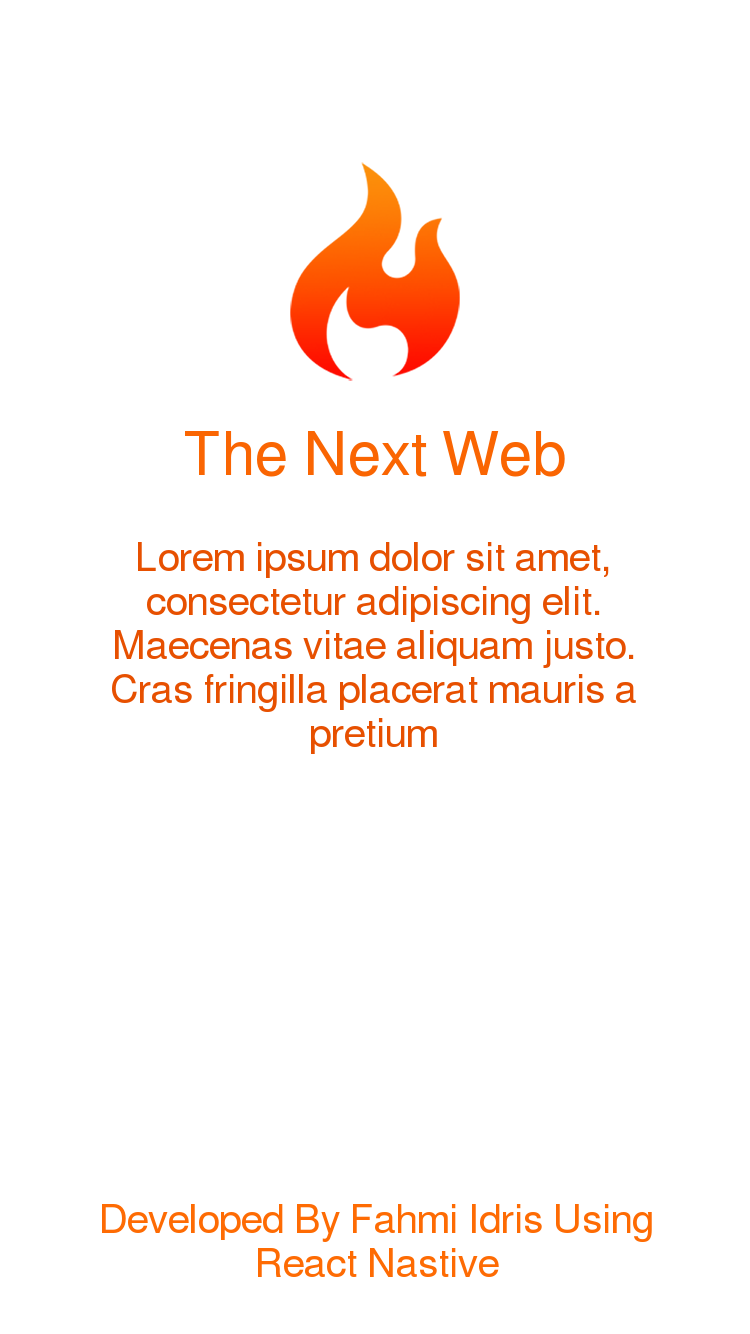 The Next Web
Lorem ipsum dolor sit amet,
consectetur adipiscing elit.
Maecenas vitae aliquam justo.
Cras fringilla placerat mauris a
pretium
Developed By Fahmi Idris Using
React Nastive